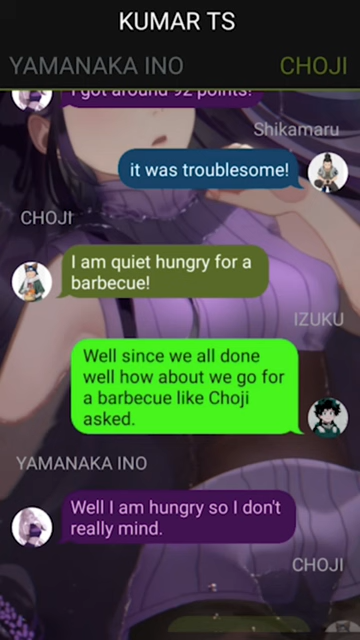 KUMAR TS
YAMANAKA INO
CHOJI
I got around 92 points!
Shikamaru
it was troublesome!
CHOJI
I am quiet hungry for a
barbecue!
IZUKU
Well since we all done
well how about we go for
a barbecue like Choji
asked.
YAMANAKA INO
Well I am hungry so I don't
really mind.
CHOJI